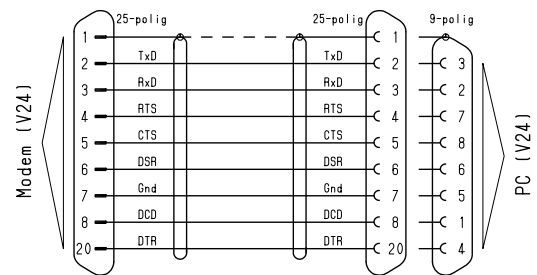 25-polig 25-polig 9-polig
1 1
2 TxD TxD 2 3
3 RxD RxD 3 2
4 RTS RTS 4 7
5 CTS CTS 5 8
6 DSR DSR 6 6
7 Gnd Gnd 7 5
8 DCD DCD 8 1
20 DTR DTR 20 4
Modem (V24)
PC (V24)